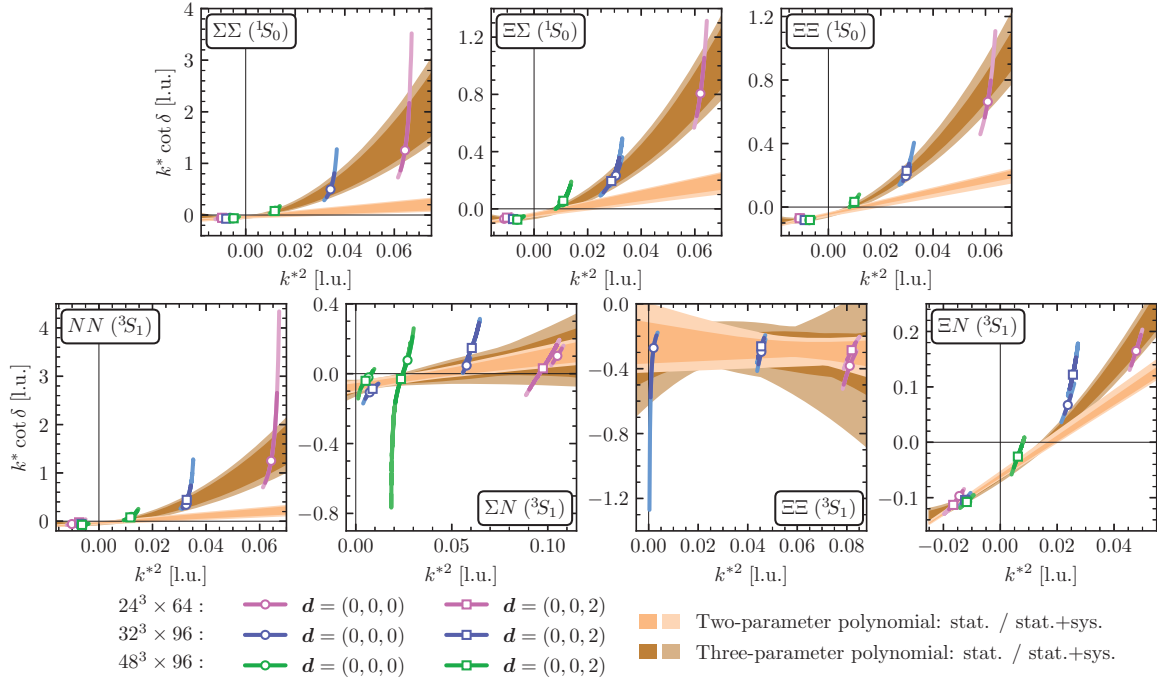 ΣΣ (¹S₀)
ΞΣ (¹S₀)
ΞΞ (¹S₀)
k* cot δ [l.u.]
4
3
2
1
0
0.00 0.02 0.04 0.06
k*² [l.u.]
1.2
0.8
0.4
0.0
0.00 0.02 0.04 0.06
k*² [l.u.]
1.2
0.8
0.4
0.0
0.00 0.02 0.04 0.06
k*² [l.u.]
NN (³S₁)
ΣN (³S₁)
ΞΞ (³S₁)
ΞN (³S₁)
k* cot δ [l.u.]
4
3
2
1
0
0.00 0.02 0.04 0.06
k*² [l.u.]
0.4
0.0
−0.4
−0.8
0.00 0.05 0.10
k*² [l.u.]
0.0
−0.4
−0.8
−1.2
0.00 0.02 0.04 0.06 0.08
k*² [l.u.]
0.2
0.1
0.0
−0.1
−0.02 0.00 0.02 0.04
k*² [l.u.]
24³ × 64 : d = (0, 0, 0) d = (0, 0, 2)
32³ × 96 : d = (0, 0, 0) d = (0, 0, 2)
48³ × 96 : d = (0, 0, 0) d = (0, 0, 2)
Two-parameter polynomial: stat. / stat.+sys.
Three-parameter polynomial: stat. / stat.+sys.